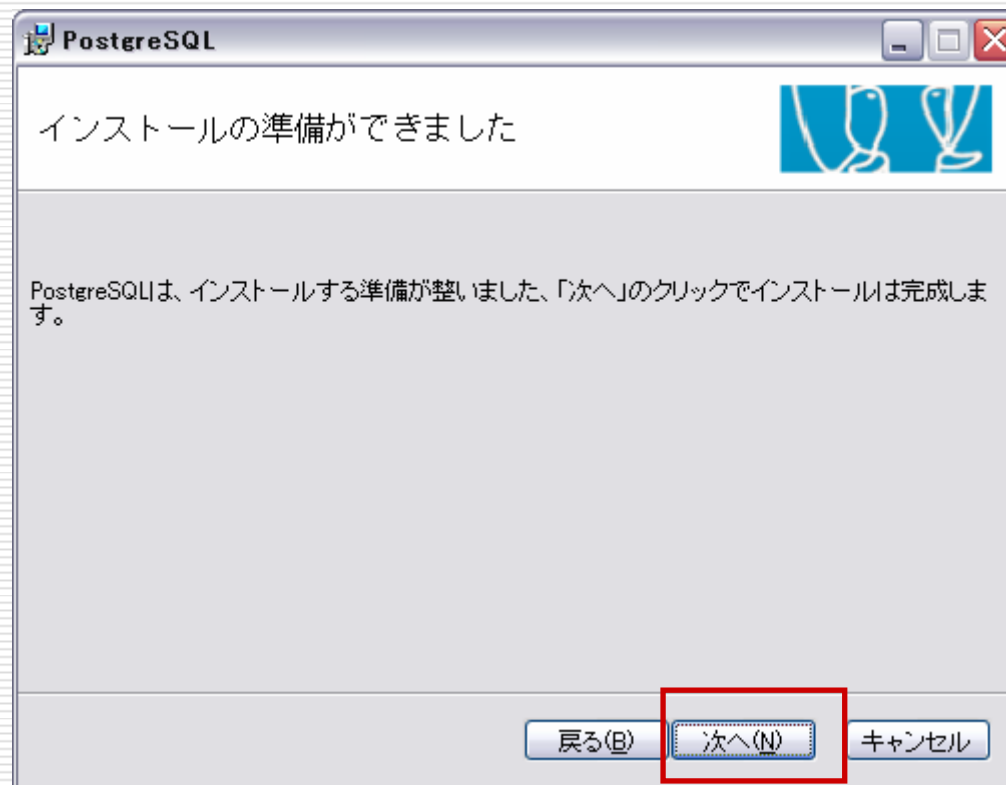 PostgreSQL
インストールの準備ができました
PostgreSQLは、インストールする準備が整いました、「次へ」のクリックでインストールは完成しま
す。
戻る(B) 次へ(N) キャンセル